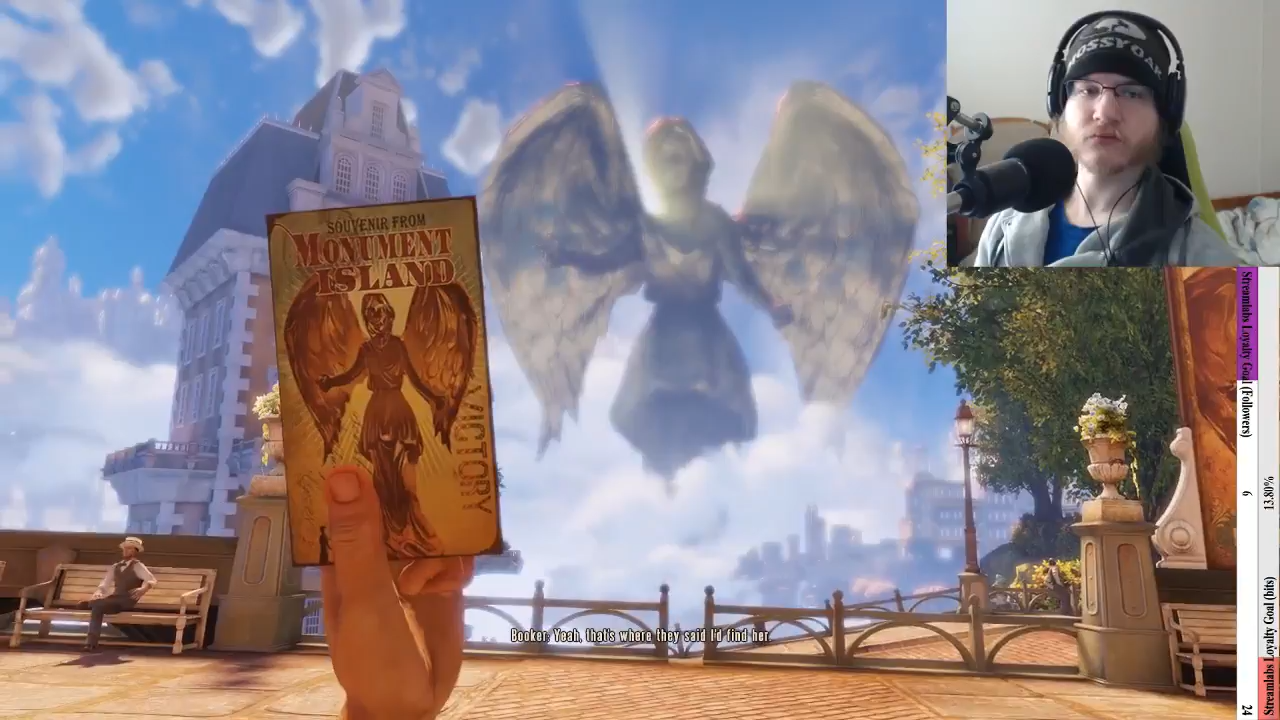 SOUVENIR FROM
MONUMENT
ISLAND
VICTORY
Booker: Yeah, that's where they said I'd find her.
MOSSY OAK
Streamlabs Loyalty Goal (Followers)
6
13.80%
Streamlabs Loyalty Goal (bits)
24